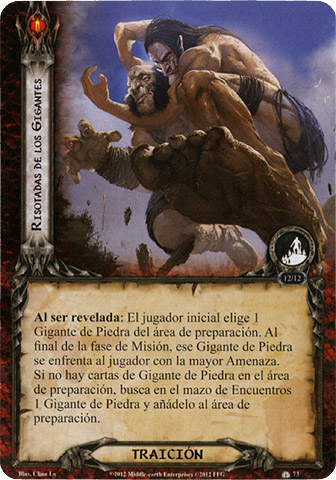 RISOTADAS DE LOS GIGANTES
12/12
Al ser revelada: El jugador inicial elige 1
Gigante de Piedra del área de preparación. Al
final de la fase de Misión, ese Gigante de Piedra
se enfrenta al jugador con la mayor Amenaza.
Si no hay cartas de Gigante de Piedra en el área
de preparación, busca en el mazo de Encuentros
1 Gigante de Piedra y añádelo al área de
preparación.
TRAICIÓN
©2012 Middle-earth Enterprises ©2012 FFG
73